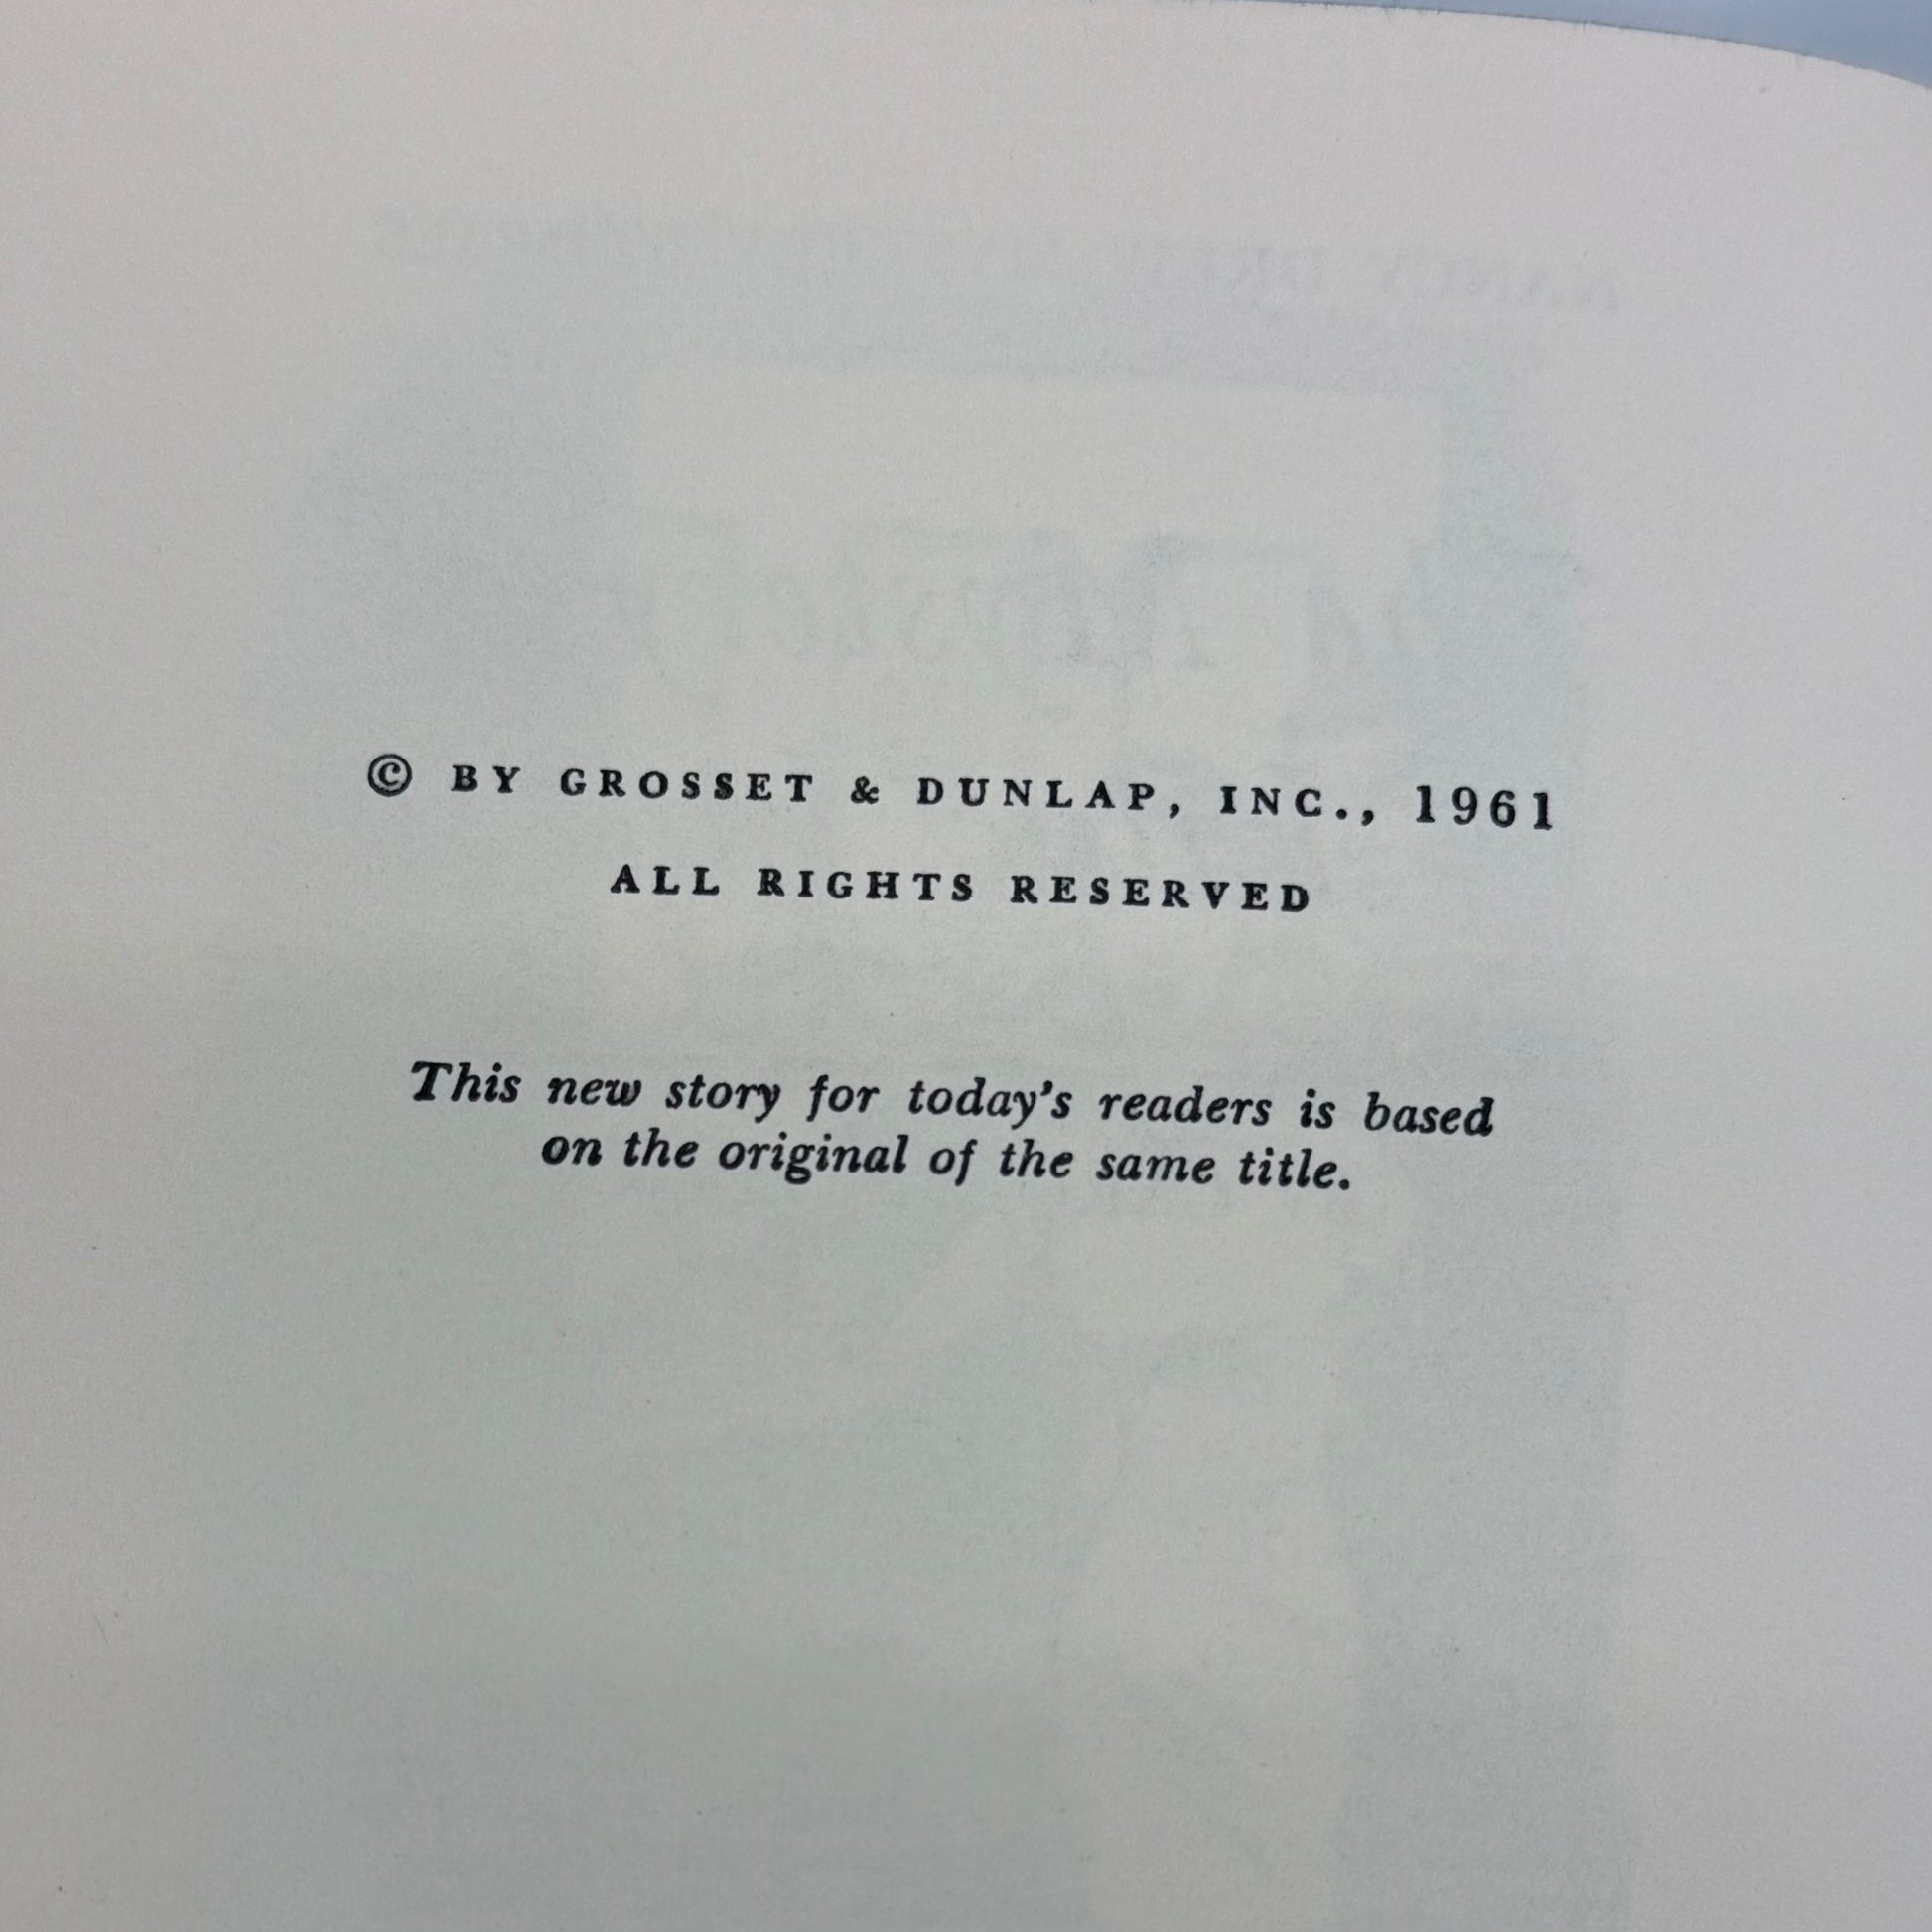 © BY GROSSET & DUNLAP, INC., 1961
ALL RIGHTS RESERVED
This new story for today's readers is based
on the original of the same title.